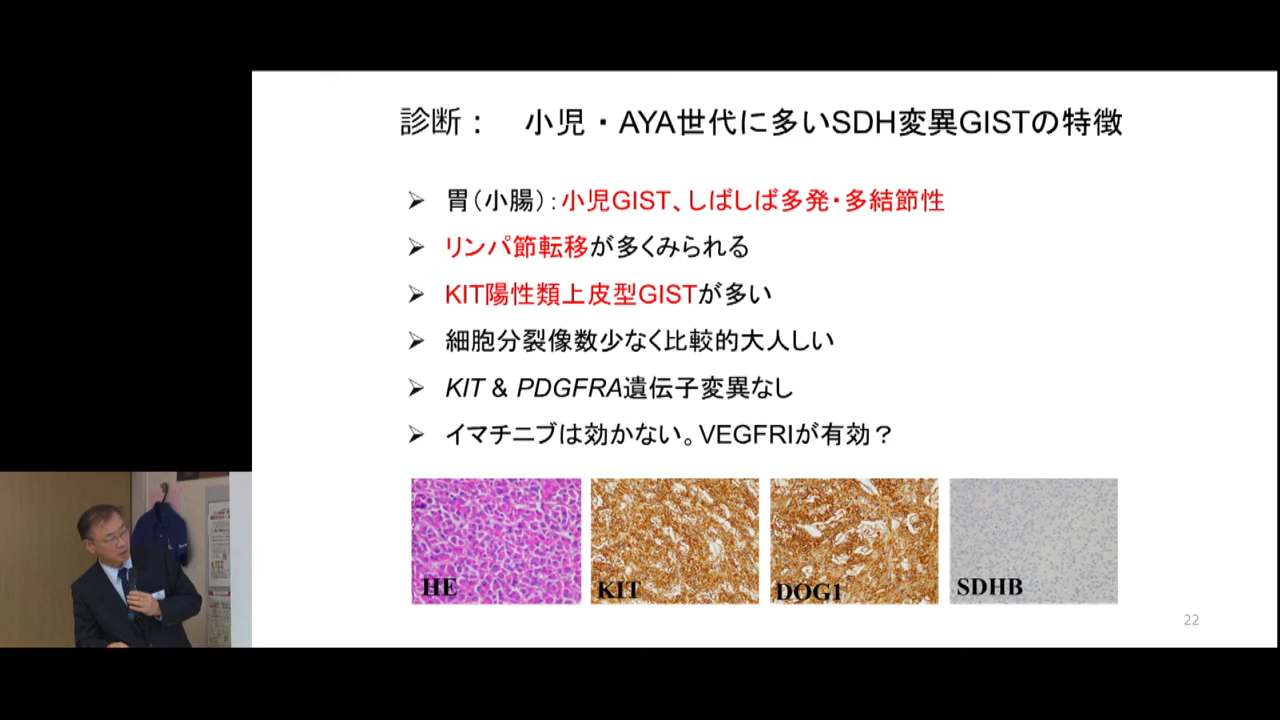 診断： 小児・AYA世代に多いSDH変異GISTの特徴
➢ 胃（小腸）：小児GIST、しばしば多発・多結節性
➢ リンパ節転移が多くみられる
➢ KIT陽性類上皮型GISTが多い
➢ 細胞分裂像数少なく比較的大人しい
➢ KIT & PDGFRA遺伝子変異なし
➢ イマチニブは効かない。VEGFRIが有効？
HE
KIT
DOG1
SDHB
22